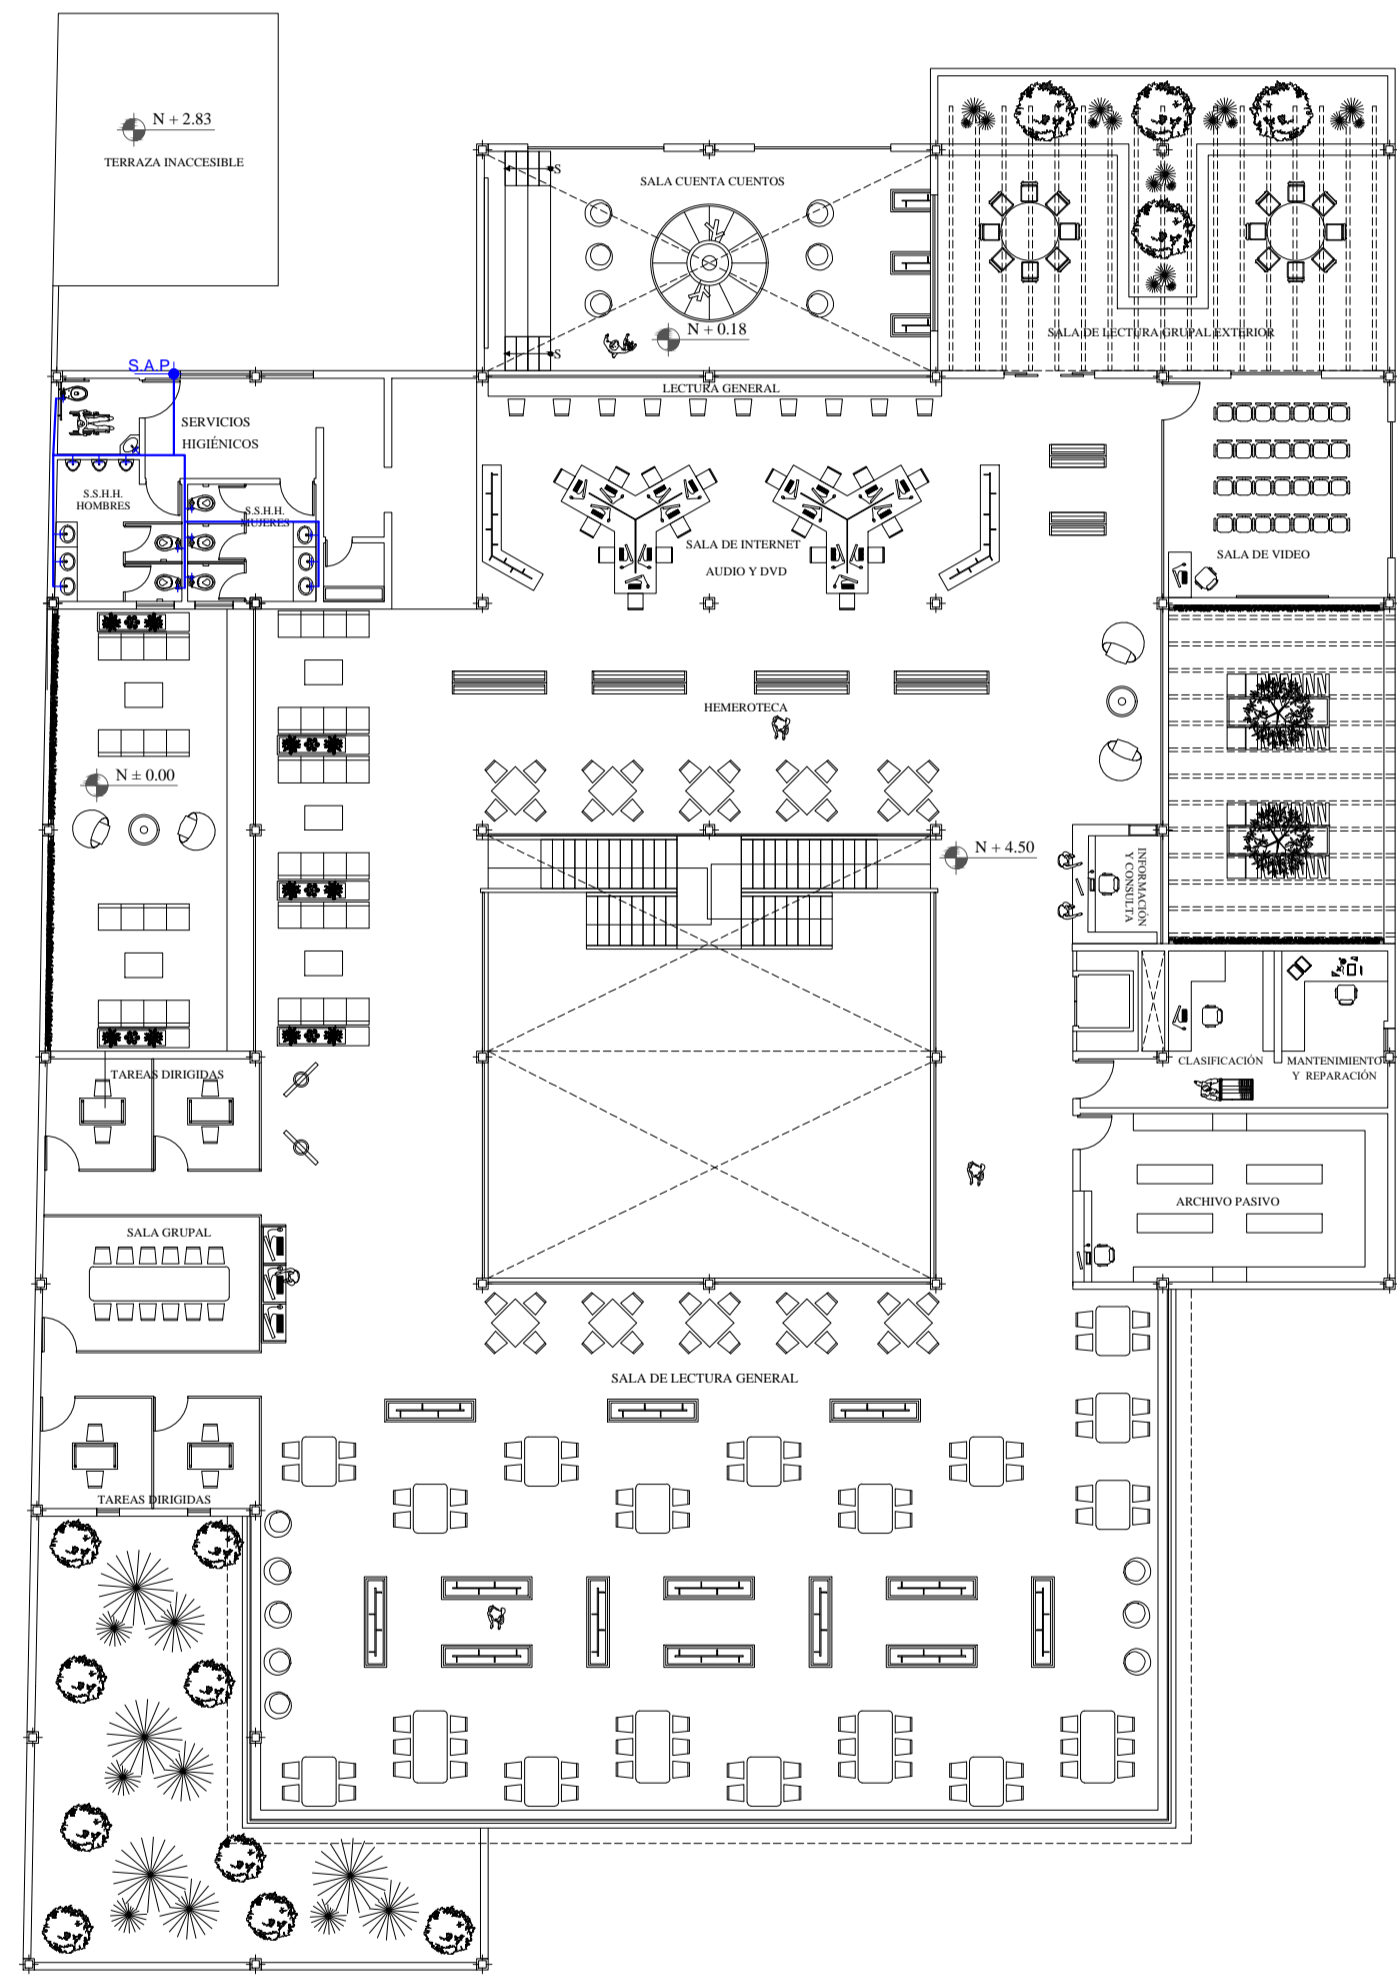 N + 2.83
TERRAZA INACCESIBLE
S
SALA CUENTA CUENTOS
N + 0.18
S
SALA DE LECTURA GRUPAL EXTERIOR
S.A.P
LECTURA GENERAL
SERVICIOS
HIGIÉNICOS
S.S.H.H.
HOMBRES
S.S.H.H.
MUJERES
SALA DE INTERNET
AUDIO Y DVD
SALA DE VIDEO
HEMEROTECA
N ± 0.00
N + 4.50
INFORMACIÓN
Y CONSULTA
CLASIFICACIÓN
MANTENIMIENTO
Y REPARACIÓN
TAREAS DIRIGIDAS
ARCHIVO PASIVO
SALA GRUPAL
SALA DE LECTURA GENERAL
TAREAS DIRIGIDAS